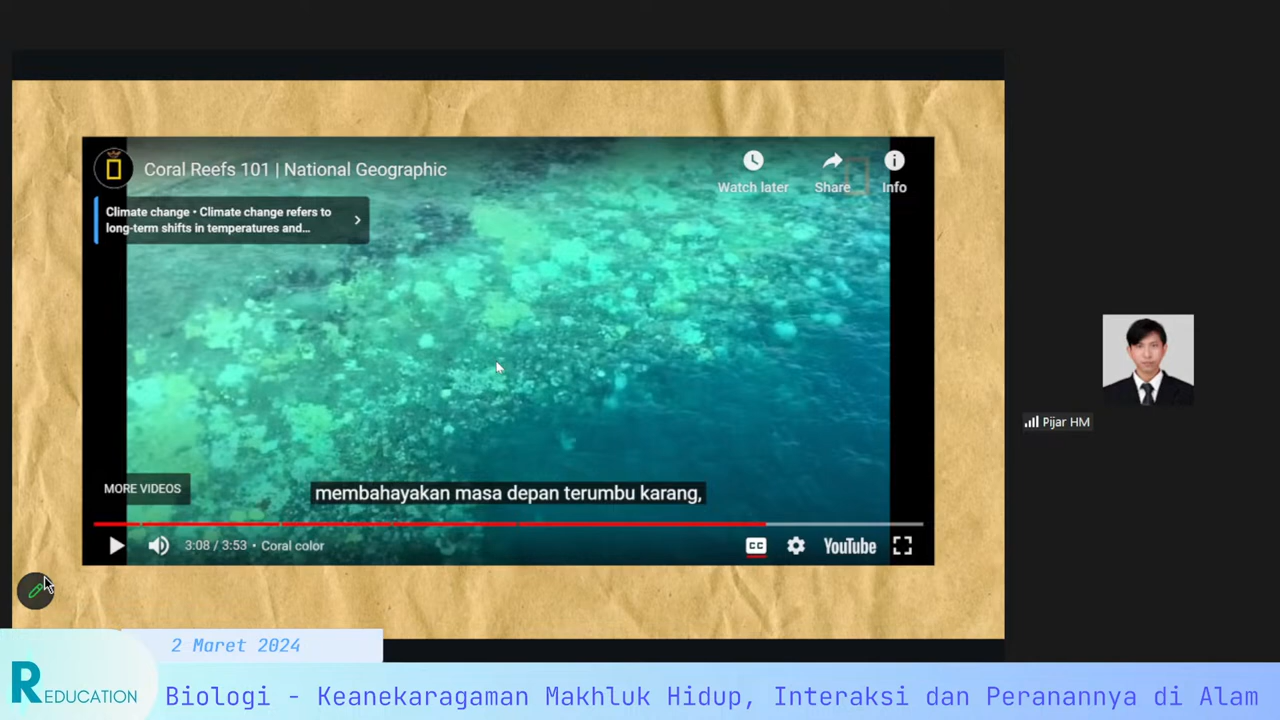 Coral Reefs 101 | National Geographic
Watch later
Share
Info
Climate change • Climate change refers to
long-term shifts in temperatures and...
MORE VIDEOS
membahayakan masa depan terumbu karang,
3:08 / 3:53 • Coral color
CC
YouTube
Pijar HM
2 Maret 2024
R EDUCATION
Biologi - Keanekaragaman Makhluk Hidup, Interaksi dan Peranannya di Alam